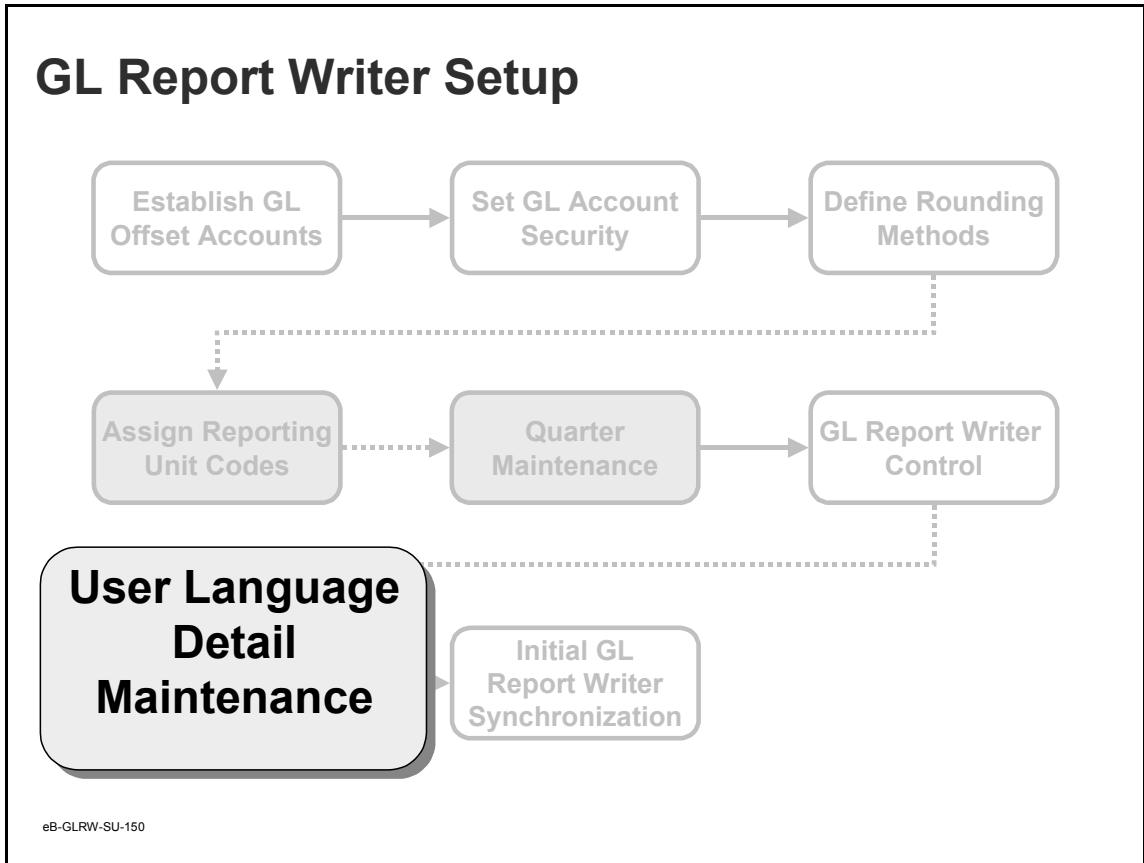 GL Report Writer Setup
Establish GL
Offset Accounts
Set GL Account
Security
Define Rounding
Methods
Assign Reporting
Unit Codes
Quarter
Maintenance
GL Report Writer
Control
User Language
Detail
Maintenance
Initial GL
Report Writer
Synchronization
eB-GLRW-SU-150